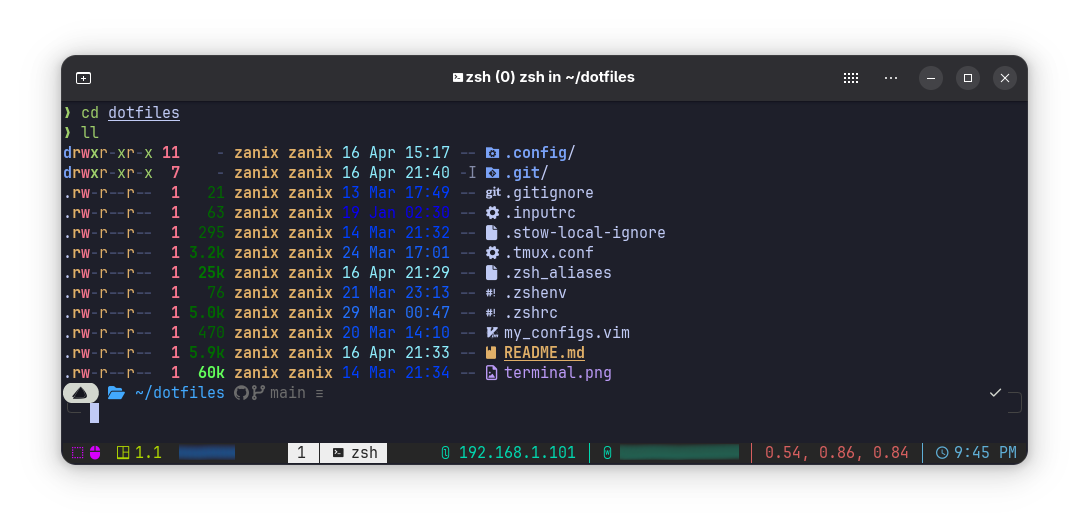 zsh (0) zsh in ~/dotfiles
❯ cd dotfiles
❯ ll
drwxr-xr-x 11 - zanix zanix 16 Apr 15:17 -- .config/
drwxr-xr-x 7 - zanix zanix 16 Apr 21:40 -I .git/
.rw-r--r-- 1 21 zanix zanix 13 Mar 17:49 -- git .gitignore
.rw-r--r-- 1 63 zanix zanix 19 Jan 02:30 -- .inputrc
.rw-r--r-- 1 295 zanix zanix 14 Mar 21:32 -- .stow-local-ignore
.rw-r--r-- 1 3.2k zanix zanix 24 Mar 17:01 -- .tmux.conf
.rw-r--r-- 1 25k zanix zanix 16 Apr 21:29 -- .zsh_aliases
.rw-r--r-- 1 76 zanix zanix 21 Mar 23:13 -- #! .zshenv
.rw-r--r-- 1 5.0k zanix zanix 29 Mar 00:47 -- #! .zshrc
.rw-r--r-- 1 470 zanix zanix 20 Mar 14:10 -- my_configs.vim
.rw-r--r-- 1 5.9k zanix zanix 16 Apr 21:33 -- README.md
.rw-r--r-- 1 60k zanix zanix 14 Mar 21:34 -- terminal.png
~/dotfiles main ≡ ✓
1.1 1 zsh 192.168.1.101 0.54, 0.86, 0.84 9:45 PM